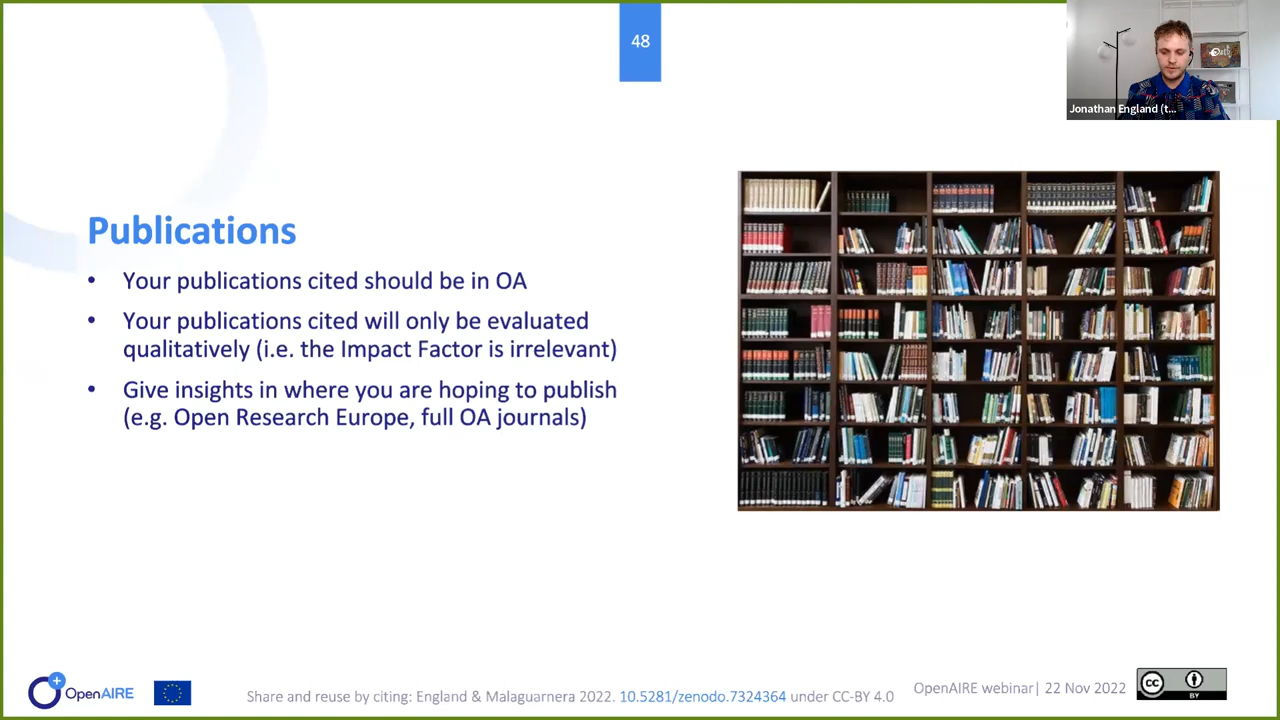 48
Jonathan England (t...
Publications
• Your publications cited should be in OA
• Your publications cited will only be evaluated
qualitatively (i.e. the Impact Factor is irrelevant)
• Give insights in where you are hoping to publish
(e.g. Open Research Europe, full OA journals)
OpenAIRE
Share and reuse by citing: England & Malaguarnera 2022. 10.5281/zenodo.7324364 under CC-BY 4.0
OpenAIRE webinar| 22 Nov 2022
cc
BY